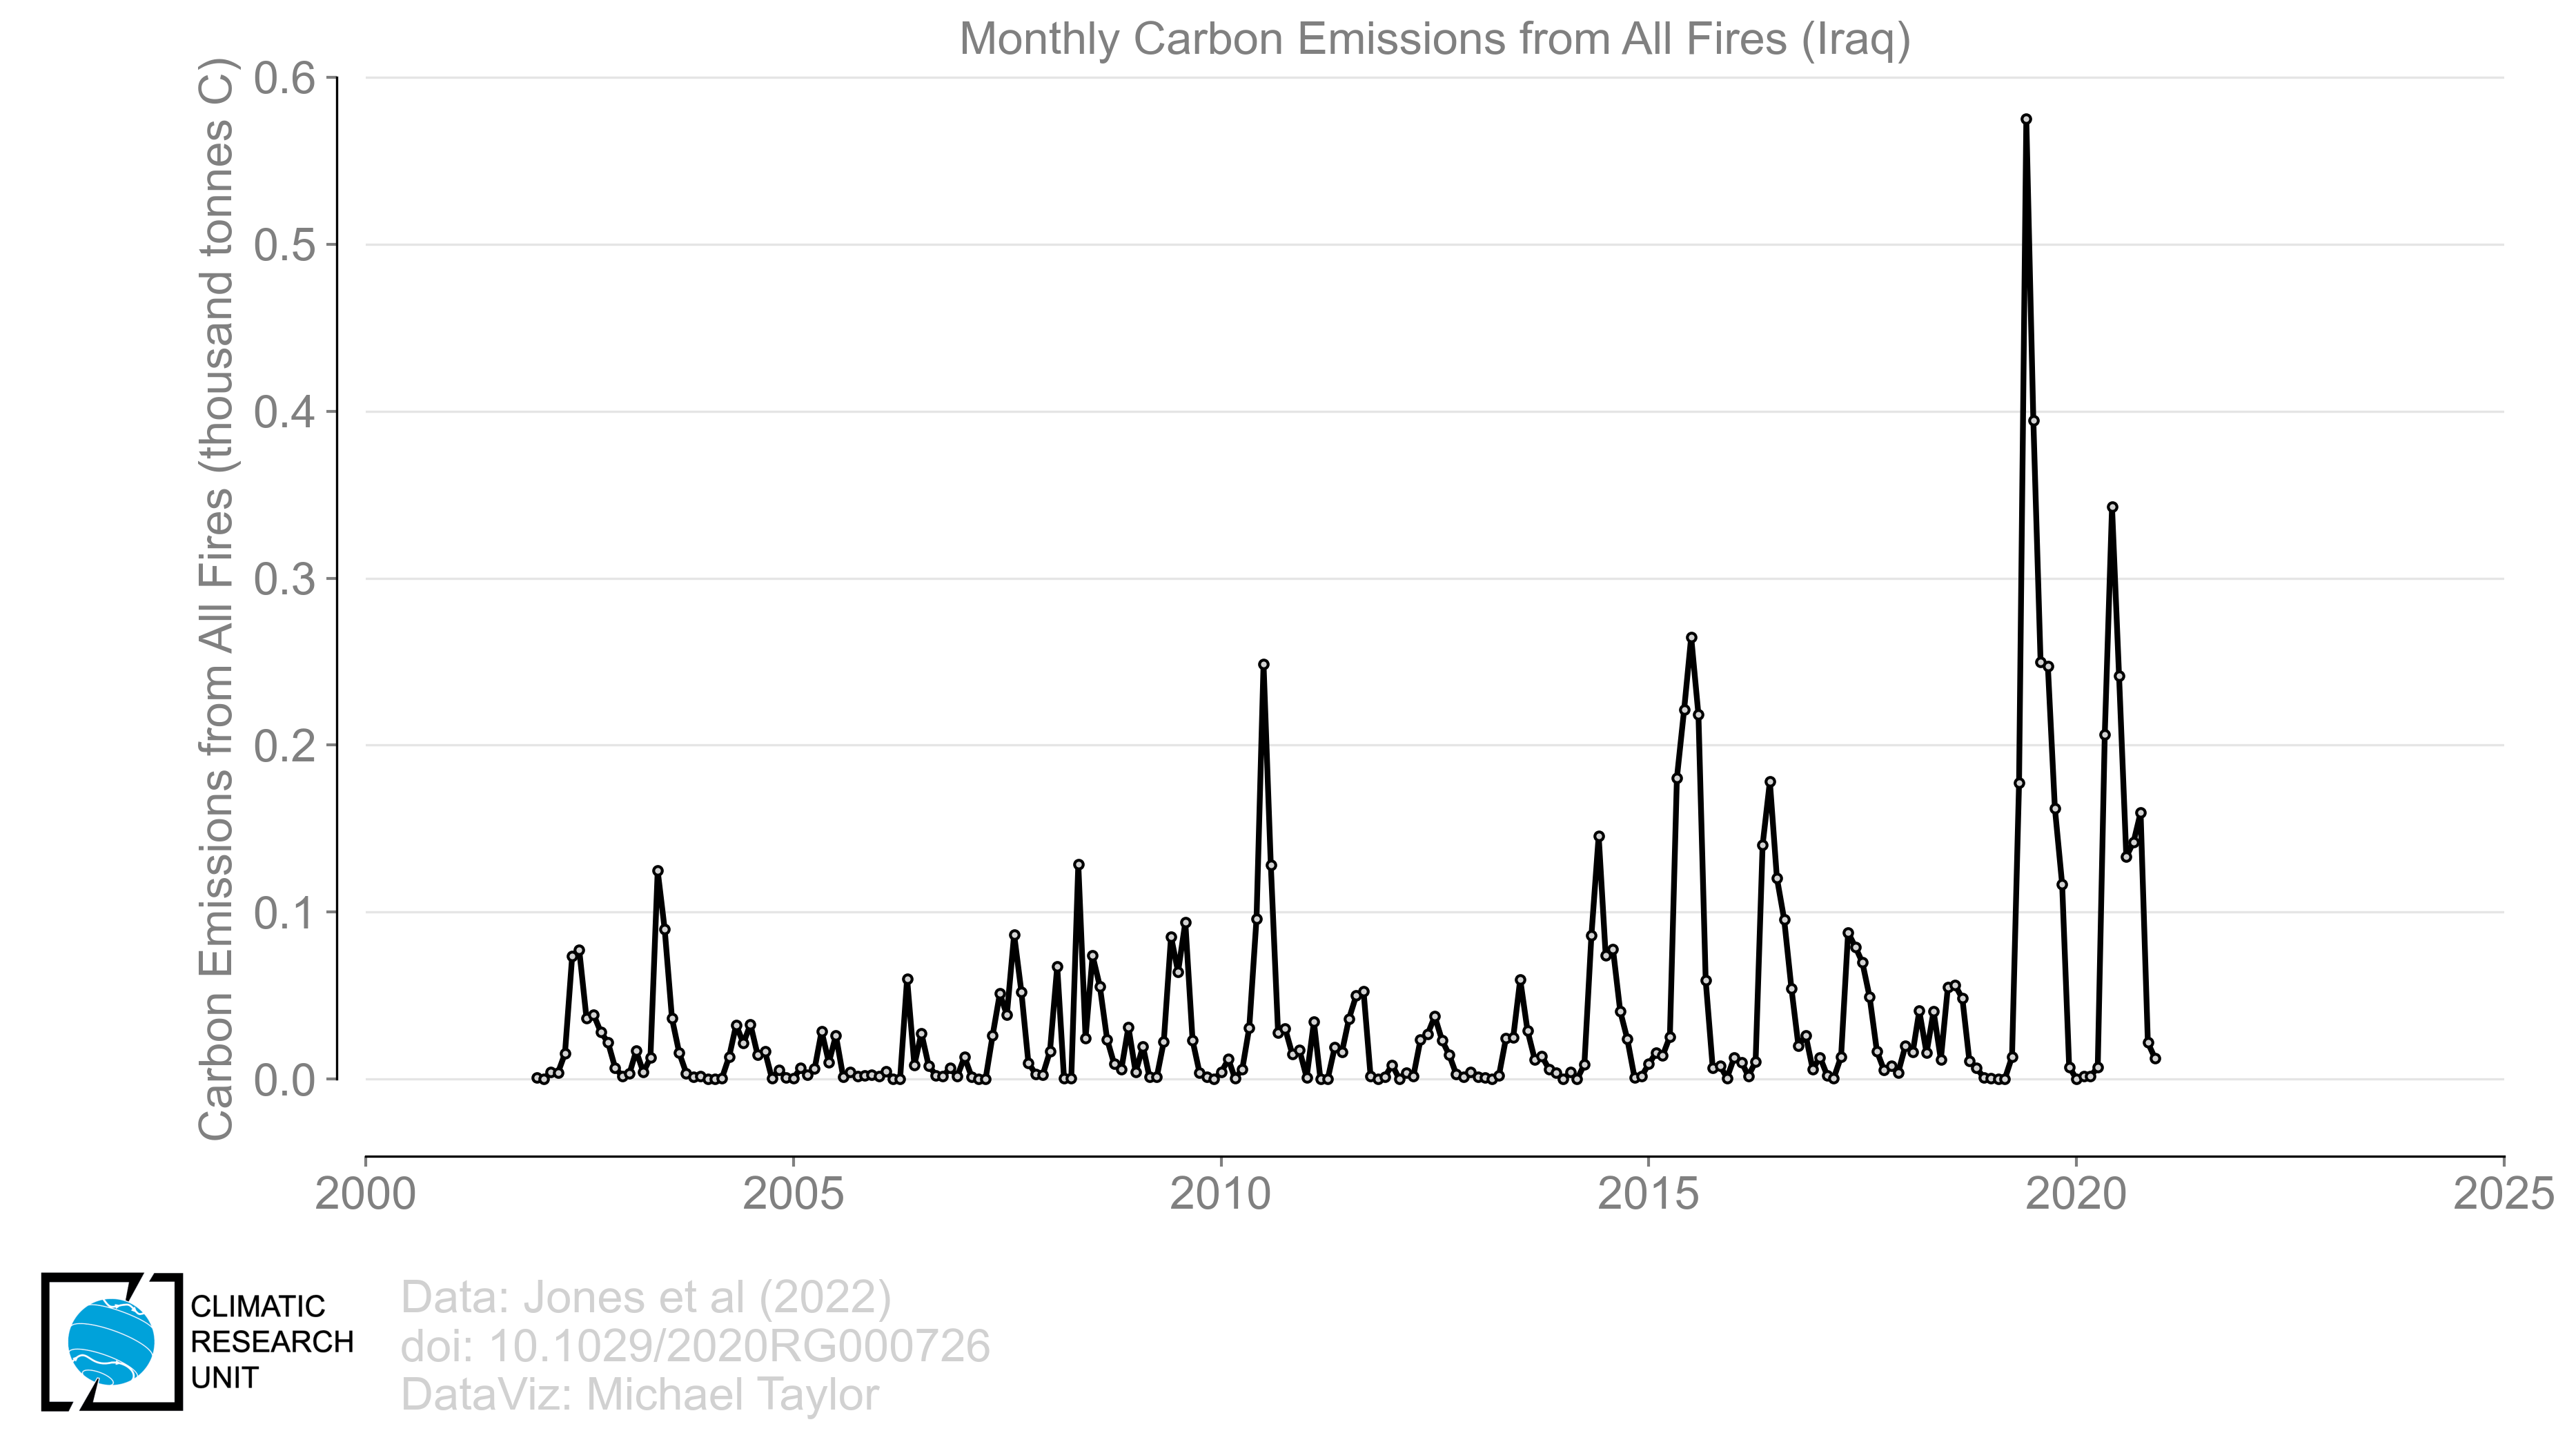 Monthly Carbon Emissions from All Fires (Iraq)
Carbon Emissions from All Fires (thousand tonnes C)
0.6
0.5
0.4
0.3
0.2
0.1
0.0
2000
2005
2010
2015
2020
2025
CLIMATIC
RESEARCH
UNIT
Data: Jones et al (2022)
doi: 10.1029/2020RG000726
DataViz: Michael Taylor